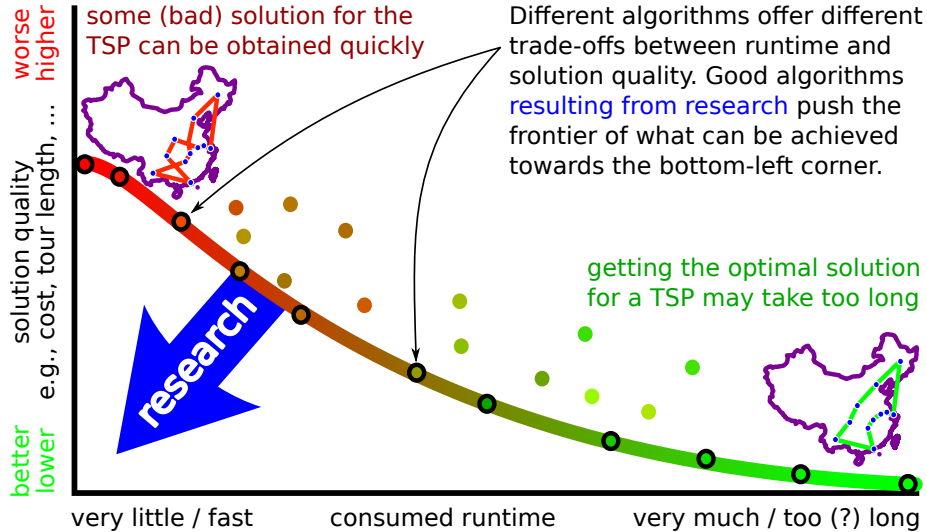 some (bad) solution for the
TSP can be obtained quickly
Different algorithms offer different
trade-offs between runtime and
solution quality. Good algorithms
resulting from research push the
frontier of what can be achieved
towards the bottom-left corner.
worse
higher
solution quality
e.g., cost, tour length, ...
better
lower
research
getting the optimal solution
for a TSP may take too long
very little / fast
consumed runtime
very much / too (?) long